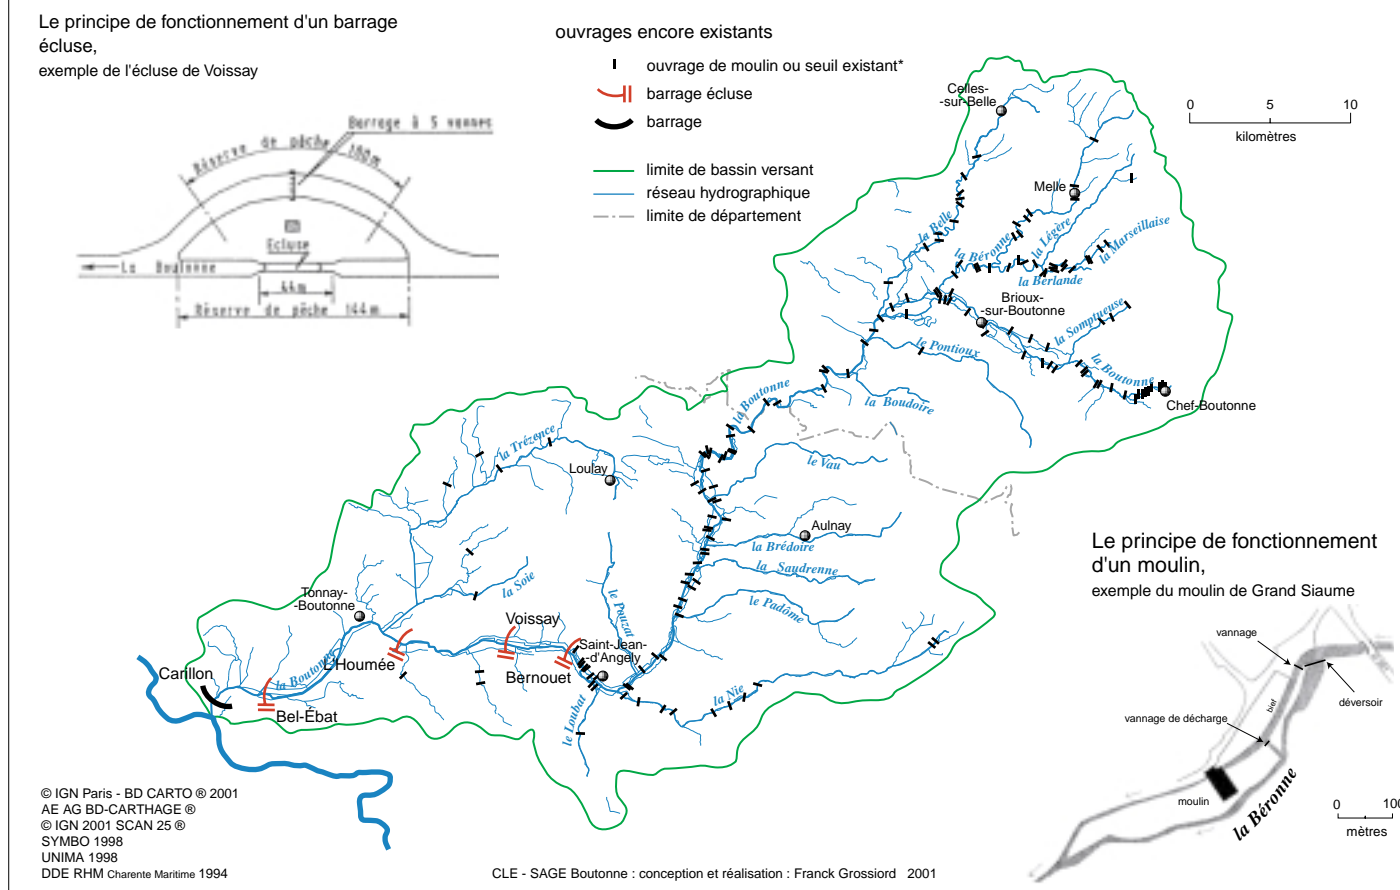 Le principe de fonctionnement d'un barrage
écluse,
exemple de l'écluse de Voissay
Barrage à 5 vannes
Réserve de pêche 180m
Ecluse
La Boutonne
44m
Réserve de pêche 144m
ouvrages encore existants
ouvrage de moulin ou seuil existant*
barrage écluse
barrage
limite de bassin versant
réseau hydrographique
limite de département
0 5 10
kilomètres
Celles-
-sur-Belle
Melle
la Belle
la Béronne
la Légère
la Marseillaise
la Berlande
Brioux-
-sur-Boutonne
la Somptueuse
le Pontioux
la Boutonne
Chef-Boutonne
la Boutonne
la Boudoire
la Trézence
Loulay
le Vau
Aulnay
la Brédoire
la Saudrenne
la Soie
le Pouzat
le Padôme
Tonnay-
-Boutonne
Voissay
Saint-Jean-
-d'Angely
L'Houmée
Bernouet
la Boutonne
Carillon
Bel-Ébat
la Nie
le Loubat
Le principe de fonctionnement
d'un moulin,
exemple du moulin de Grand Siaume
vannage
déversoir
bief
vannage de décharge
moulin
la Béronne
0 100
mètres
© IGN Paris - BD CARTO ® 2001
AE AG BD-CARTHAGE ®
© IGN 2001 SCAN 25 ®
SYMBO 1998
UNIMA 1998
DDE RHM Charente Maritime 1994
CLE - SAGE Boutonne : conception et réalisation : Franck Grossiord 2001